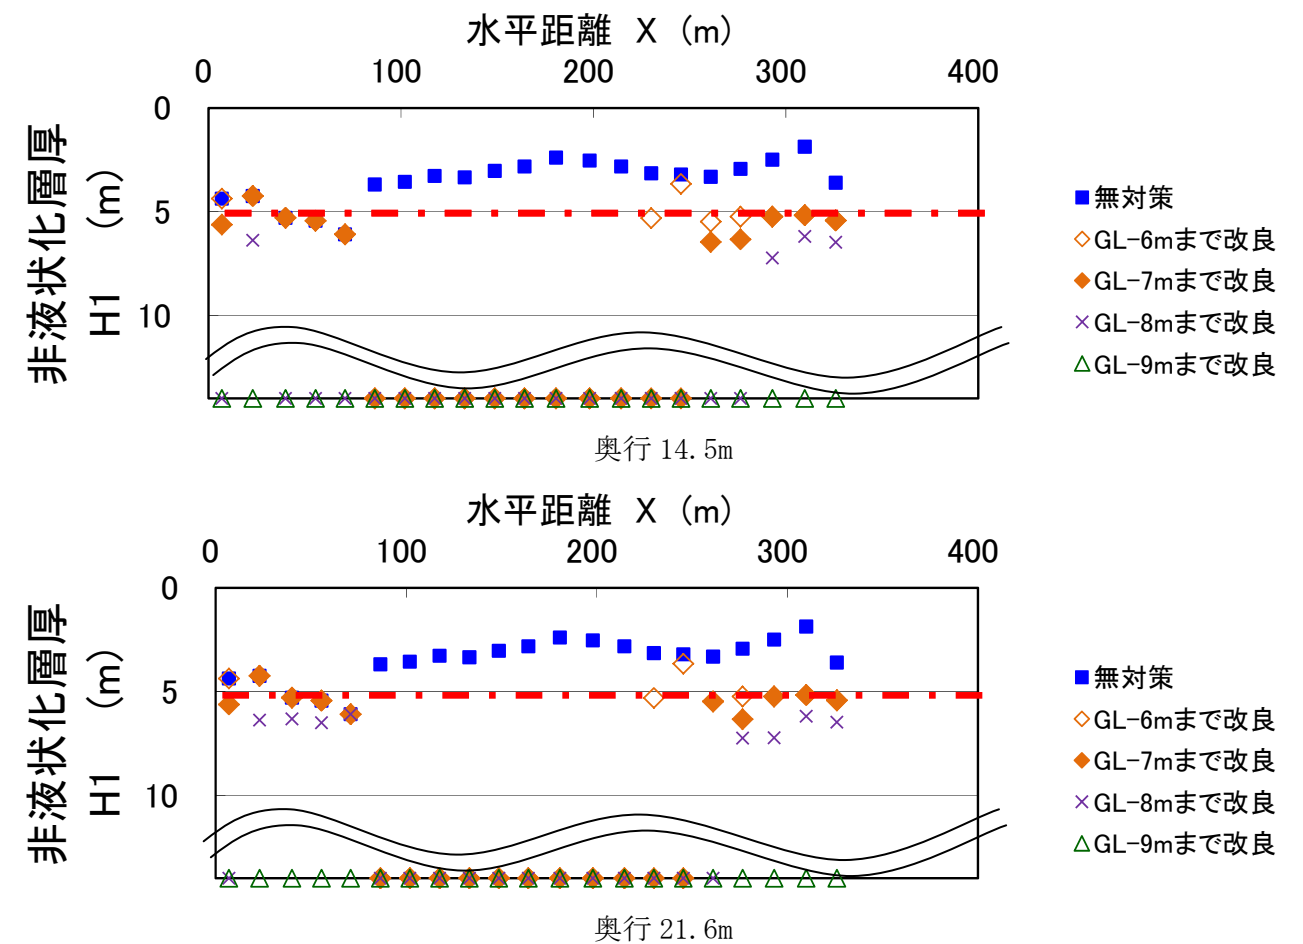 水平距離 X (m)
0 100 200 300 400
非液状化層厚
H1 (m)
0
5
10
無対策
GL-6mまで改良
GL-7mまで改良
GL-8mまで改良
GL-9mまで改良
奥行 14.5m
水平距離 X (m)
0 100 200 300 400
非液状化層厚
H1 (m)
0
5
10
無対策
GL-6mまで改良
GL-7mまで改良
GL-8mまで改良
GL-9mまで改良
奥行 21.6m